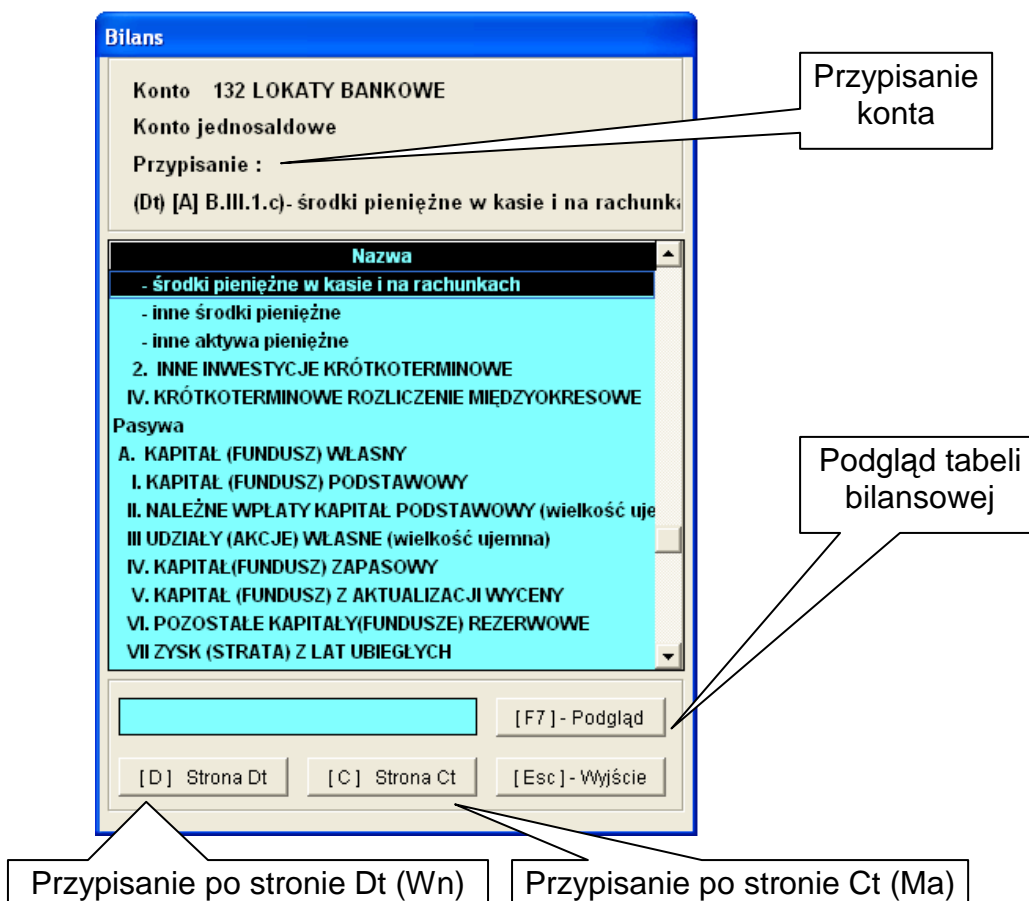 Bilans
Konto 132 LOKATY BANKOWE
Konto jednosaldowe
Przypisanie :
(Dt) [A] B.III.1.c)- środki pieniężne w kasie i na rachunk
Przypisanie
konta
Nazwa
- środki pieniężne w kasie i na rachunkach
- inne środki pieniężne
- inne aktywa pieniężne
2. INNE INWESTYCJE KRÓTKOTERMINOWE
IV. KRÓTKOTERMINOWE ROZLICZENIE MIĘDZYOKRESOWE
Pasywa
A. KAPITAŁ (FUNDUSZ) WŁASNY
I. KAPITAŁ (FUNDUSZ) PODSTAWOWY
II. NALEŻNE WPŁATY KAPITAŁ PODSTAWOWY (wielkość uje
III UDZIAŁY (AKCJE) WŁASNE (wielkość ujemna)
IV. KAPITAŁ(FUNDUSZ) ZAPASOWY
V. KAPITAŁ (FUNDUSZ) Z AKTUALIZACJI WYCENY
VI. POZOSTAŁE KAPITAŁY(FUNDUSZE) REZERWOWE
VII ZYSK (STRATA) Z LAT UBIEGŁYCH
Podgląd tabeli
bilansowej
[ F7 ] - Podgląd
[ D ] Strona Dt
[ C ] Strona Ct
[ Esc ] - Wyjście
Przypisanie po stronie Dt (Wn)
Przypisanie po stronie Ct (Ma)